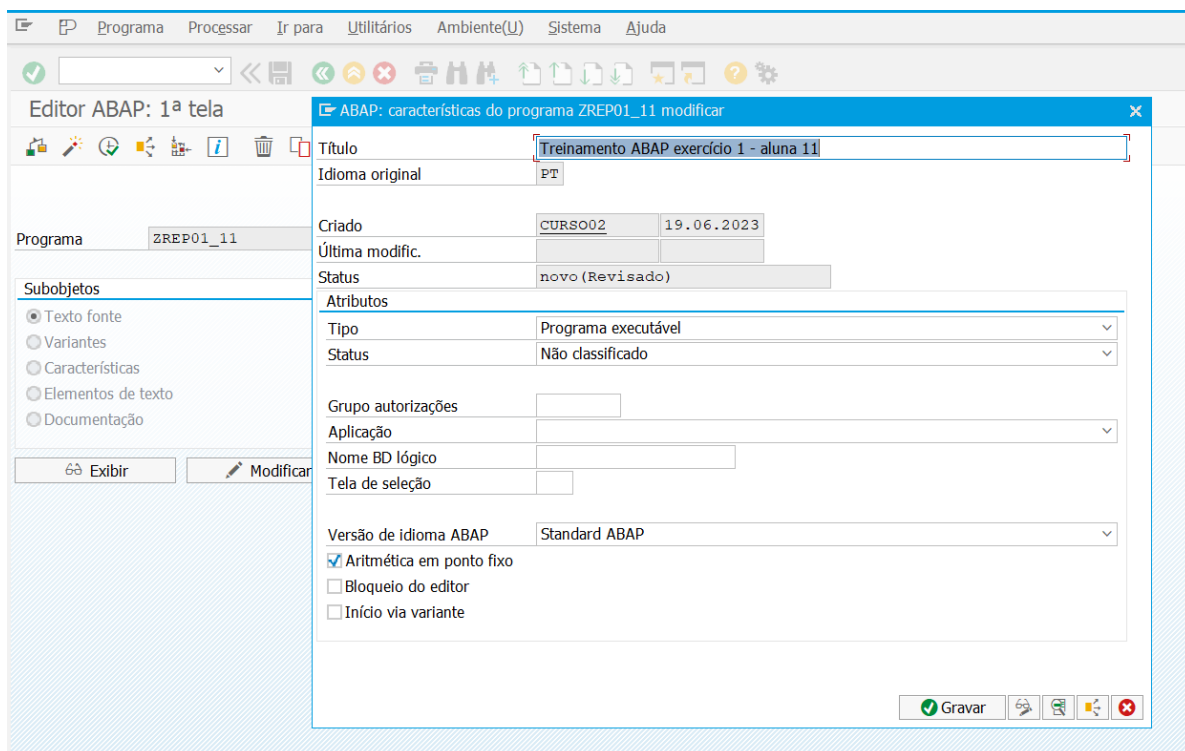 Programa Processar Ir para Utilitários Ambiente(U) Sistema Ajuda
Editor ABAP: 1ª tela
ABAP: características do programa ZREP01_11 modificar
Título Treinamento ABAP exercício 1 - aluna 11
Idioma original PT
Programa ZREP01_11
Criado CURSO02 19.06.2023
Última modific.
Status novo(Revisado)
Subobjetos
Texto fonte
Variantes
Características
Elementos de texto
Documentação
Exibir Modificar
Atributos
Tipo Programa executável
Status Não classificado
Grupo autorizações
Aplicação
Nome BD lógico
Tela de seleção
Versão de idioma ABAP Standard ABAP
Aritmética em ponto fixo
Bloqueio do editor
Início via variante
Gravar